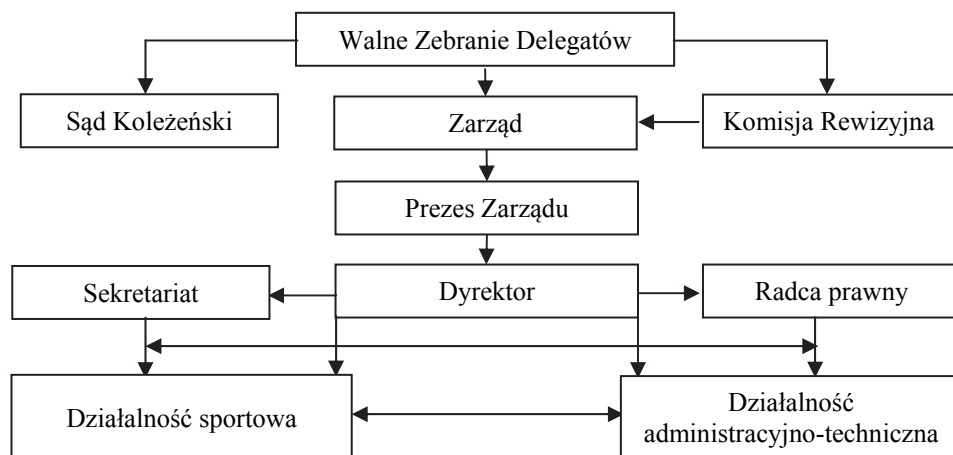 Walne Zebranie Delegatów
Sąd Koleżeński
Zarząd
Komisja Rewizyjna
Prezes Zarządu
Sekretariat
Dyrektor
Radca prawny
Działalność sportowa
Działalność
administracyjno-techniczna